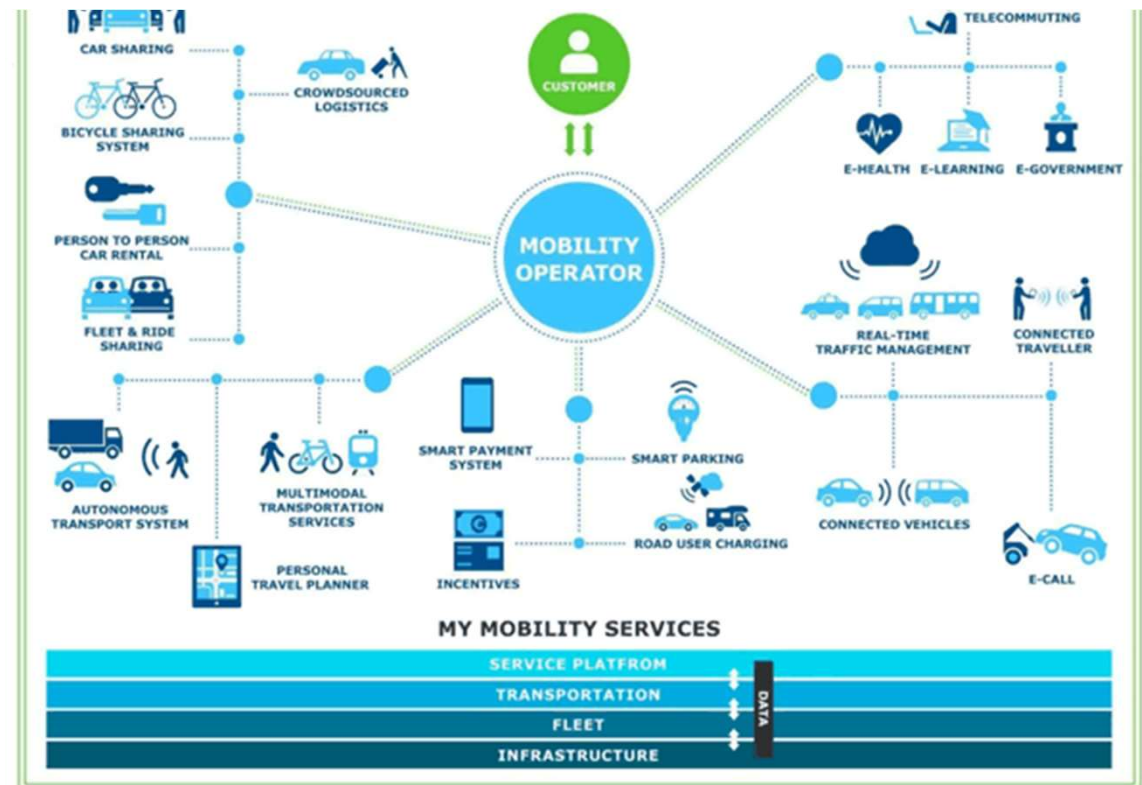 CAR SHARING
CROWDSOURCED
LOGISTICS
BICYCLE SHARING
SYSTEM
PERSON TO PERSON
CAR RENTAL
FLEET & RIDE
SHARING
CUSTOMER
MOBILITY
OPERATOR
TELECOMMUTING
E-HEALTH
E-LEARNING
E-GOVERNMENT
REAL-TIME
TRAFFIC MANAGEMENT
CONNECTED
TRAVELLER
AUTONOMOUS
TRANSPORT SYSTEM
MULTIMODAL
TRANSPORTATION
SERVICES
PERSONAL
TRAVEL PLANNER
SMART PAYMENT
SYSTEM
SMART PARKING
INCENTIVES
ROAD USER CHARGING
CONNECTED VEHICLES
E-CALL
MY MOBILITY SERVICES
SERVICE PLATFROM
TRANSPORTATION
FLEET
INFRASTRUCTURE
DATA